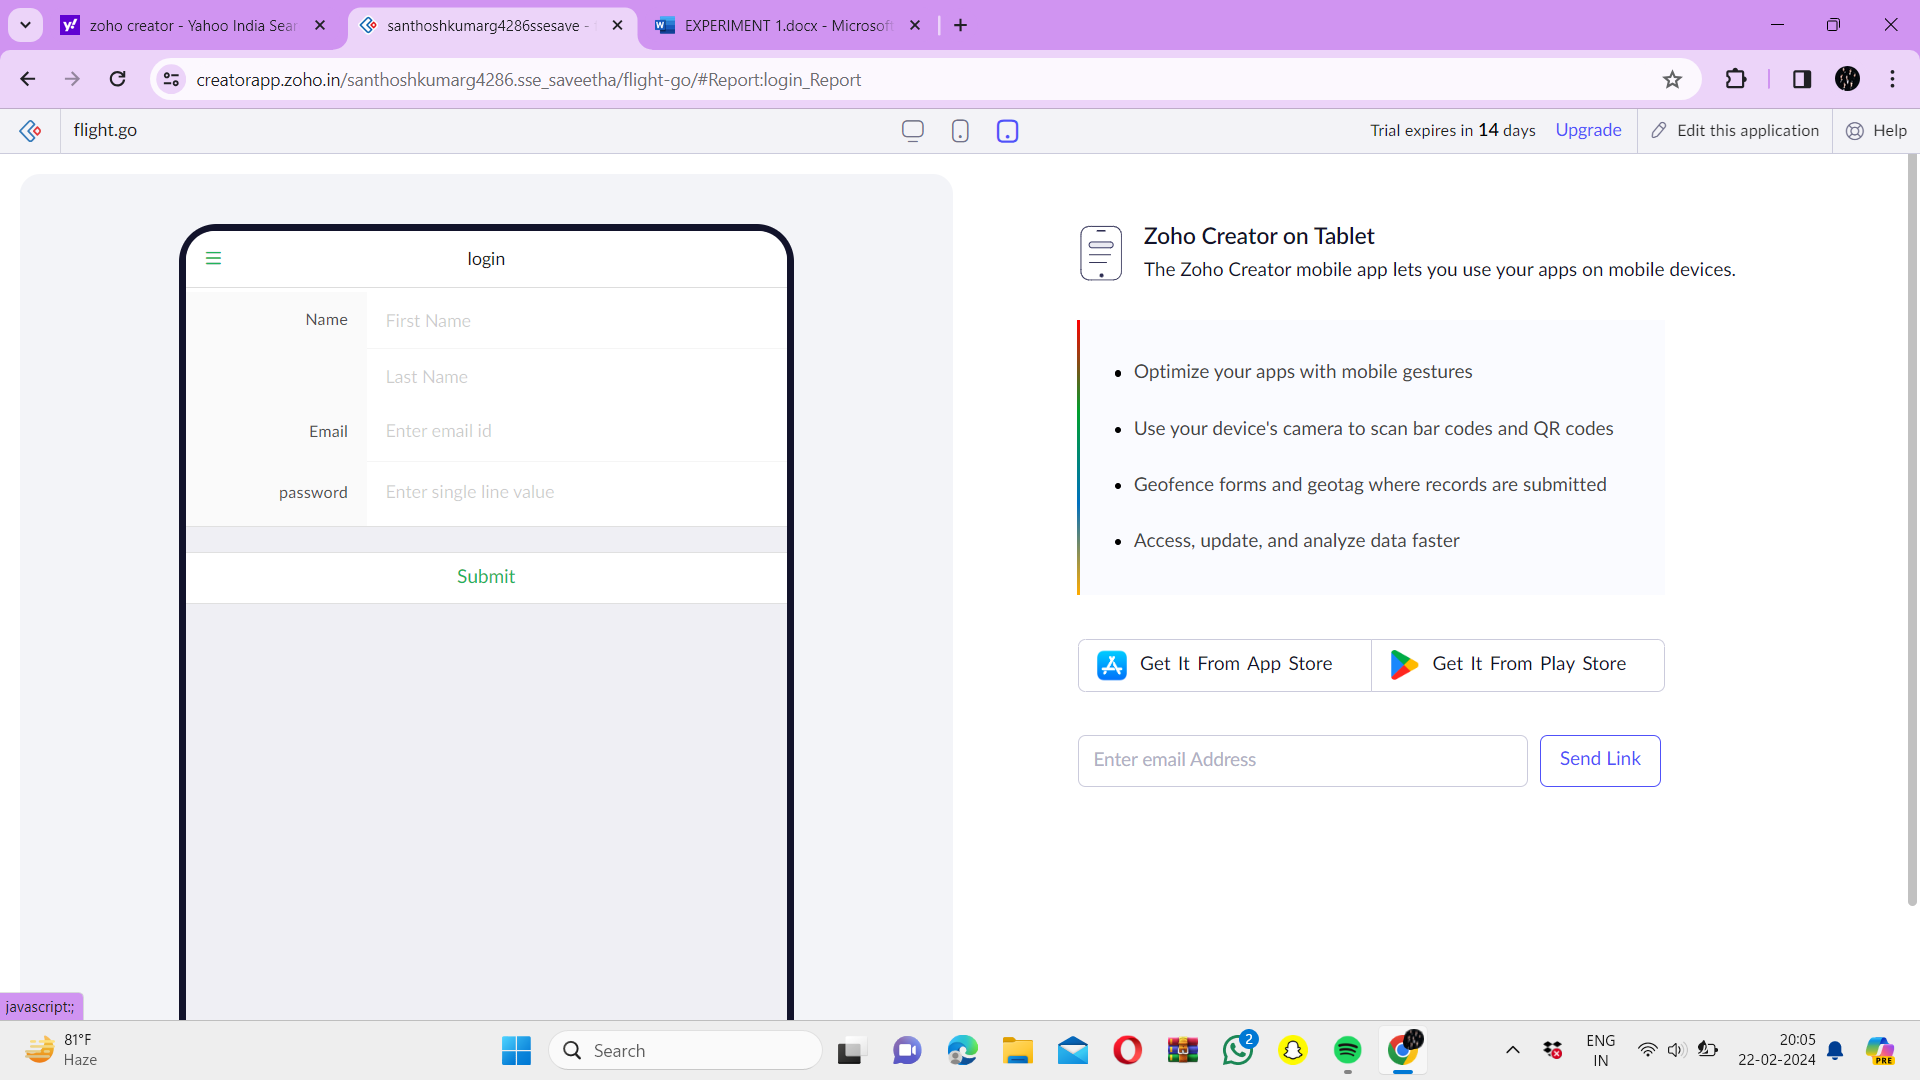 zoho creator - Yahoo India Sear
santhoshkumarg4286ssesave -
EXPERIMENT 1.docx - Microsoft
creatorapp.zoho.in/santhoshkumarg4286.sse_saveetha/flight-go/#Report:login_Report
flight.go
Trial expires in 14 days
Upgrade
Edit this application
Help
login
Name
First Name
Last Name
Email
Enter email id
password
Enter single line value
Submit
Zoho Creator on Tablet
The Zoho Creator mobile app lets you use your apps on mobile devices.
Optimize your apps with mobile gestures
Use your device's camera to scan bar codes and QR codes
Geofence forms and geotag where records are submitted
Access, update, and analyze data faster
Get It From App Store
Get It From Play Store
Enter email Address
Send Link
javascript:;
81°F
Haze
Search
2
ENG
IN
20:05
22-02-2024
PRE